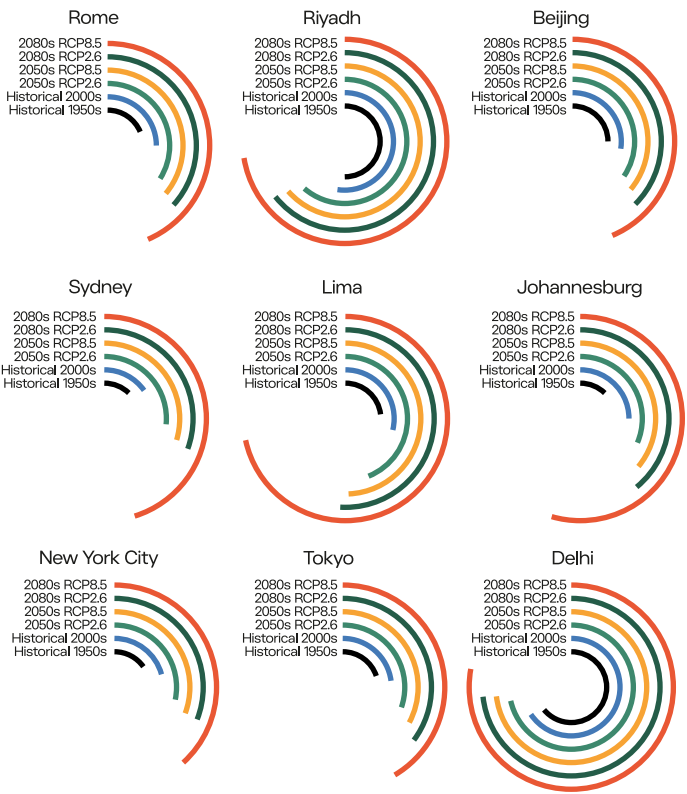 Rome
2080s RCP8.5
2080s RCP2.6
2050s RCP8.5
2050s RCP2.6
Historical 2000s
Historical 1950s
Riyadh
2080s RCP8.5
2080s RCP2.6
2050s RCP8.5
2050s RCP2.6
Historical 2000s
Historical 1950s
Beijing
2080s RCP8.5
2080s RCP2.6
2050s RCP8.5
2050s RCP2.6
Historical 2000s
Historical 1950s
Sydney
2080s RCP8.5
2080s RCP2.6
2050s RCP8.5
2050s RCP2.6
Historical 2000s
Historical 1950s
Lima
2080s RCP8.5
2080s RCP2.6
2050s RCP8.5
2050s RCP2.6
Historical 2000s
Historical 1950s
Johannesburg
2080s RCP8.5
2080s RCP2.6
2050s RCP8.5
2050s RCP2.6
Historical 2000s
Historical 1950s
New York City
2080s RCP8.5
2080s RCP2.6
2050s RCP8.5
2050s RCP2.6
Historical 2000s
Historical 1950s
Tokyo
2080s RCP8.5
2080s RCP2.6
2050s RCP8.5
2050s RCP2.6
Historical 2000s
Historical 1950s
Delhi
2080s RCP8.5
2080s RCP2.6
2050s RCP8.5
2050s RCP2.6
Historical 2000s
Historical 1950s